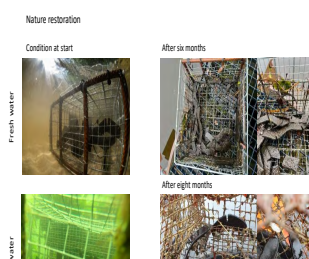 Nature restoration
Condition at start
After six months
Fresh water
After eight months
water